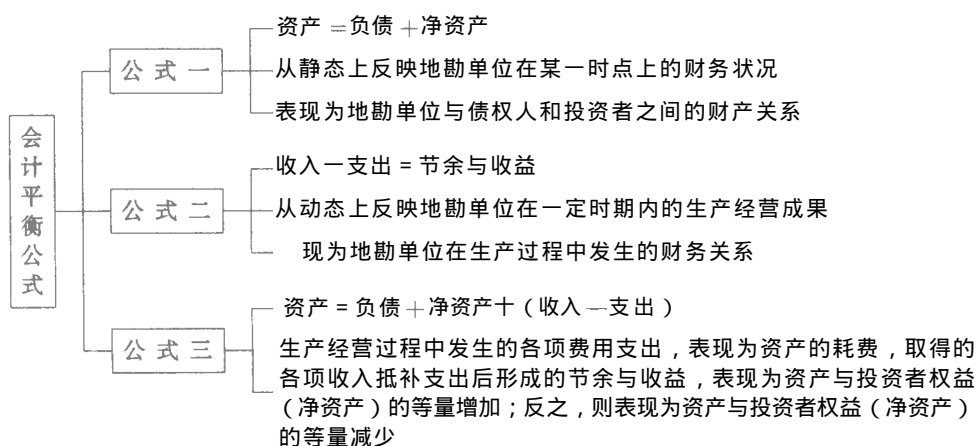 会计平衡公式
公式一
资产=负债+净资产
从静态上反映地勘单位在某一时点上的财务状况
表现为地勘单位与债权人和投资者之间的财产关系
公式二
收入一支出=节余与收益
从动态上反映地勘单位在一定时期内的生产经营成果
现为地勘单位在生产过程中发生的财务关系
公式三
资产=负债+净资产十(收入—支出)
生产经营过程中发生的各项费用支出,表现为资产的耗费,取得的
各项收入抵补支出后形成的节余与收益,表现为资产与投资者权益
(净资产)的等量增加;反之,则表现为资产与投资者权益(净资产)
的等量减少